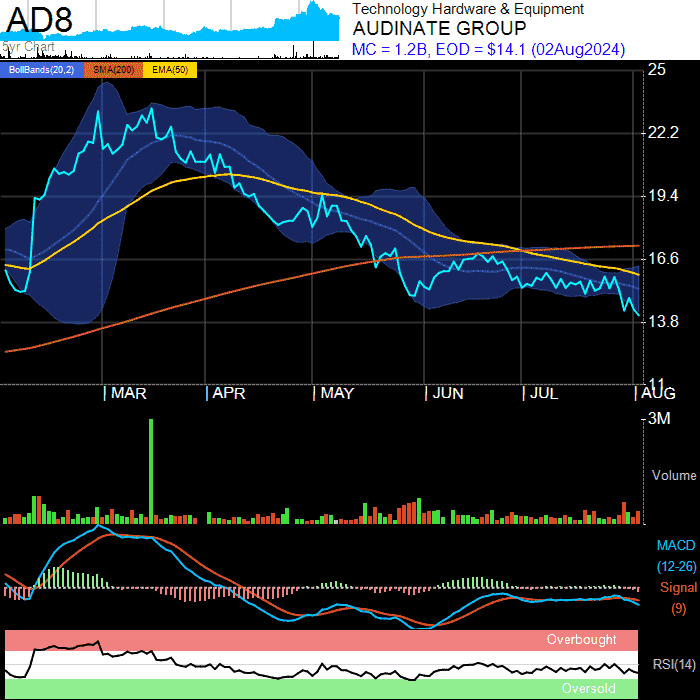 AD8
5yr Chart
Technology Hardware & Equipment
AUDINATE GROUP
MC = 1.2B, EOD = $14.1 (02Aug2024)
BollBands(20,2) SMA(200) EMA(50)
25
22.2
19.4
16.6
13.8
11
MAR APR MAY JUN JUL AUG
3M
Volume
MACD
(12-26)
Signal
(9)
Overbought
RSI(14)
Oversold